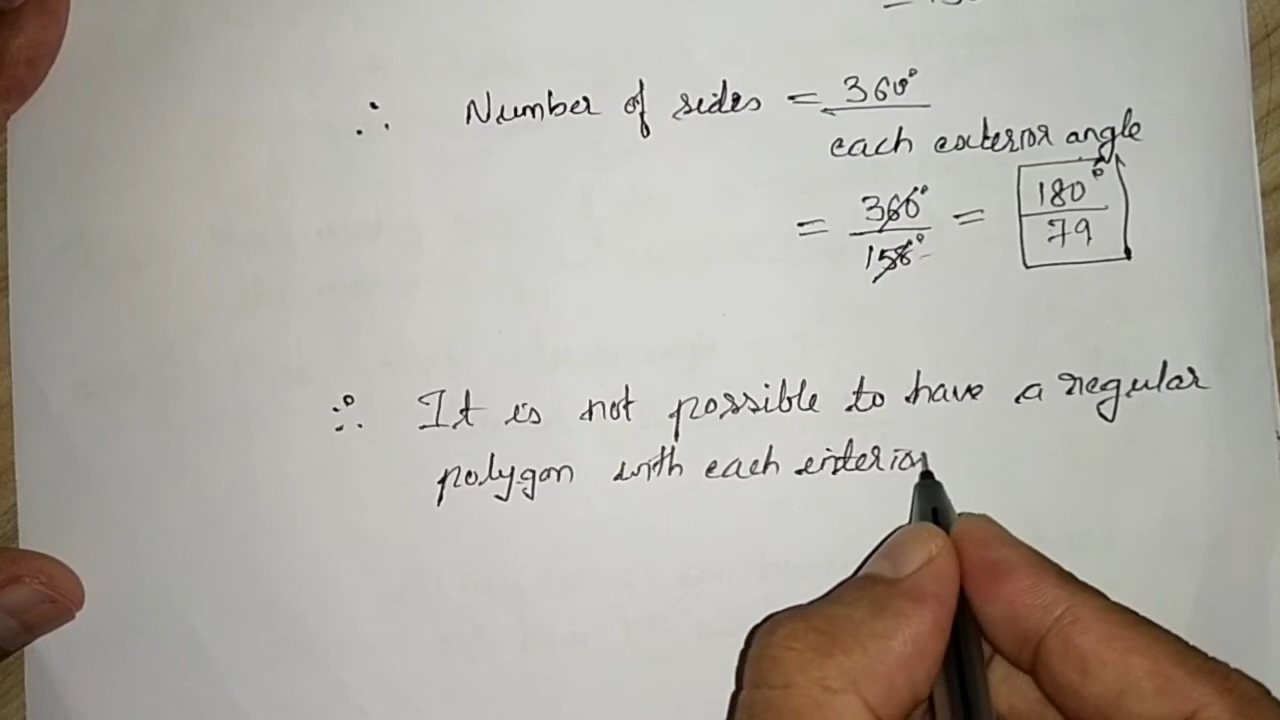 ∴ Number of sides = 360°
each exterior angle
= 360° / 158° = 180° / 79
∴ It is not possible to have a regular
polygon with each interior